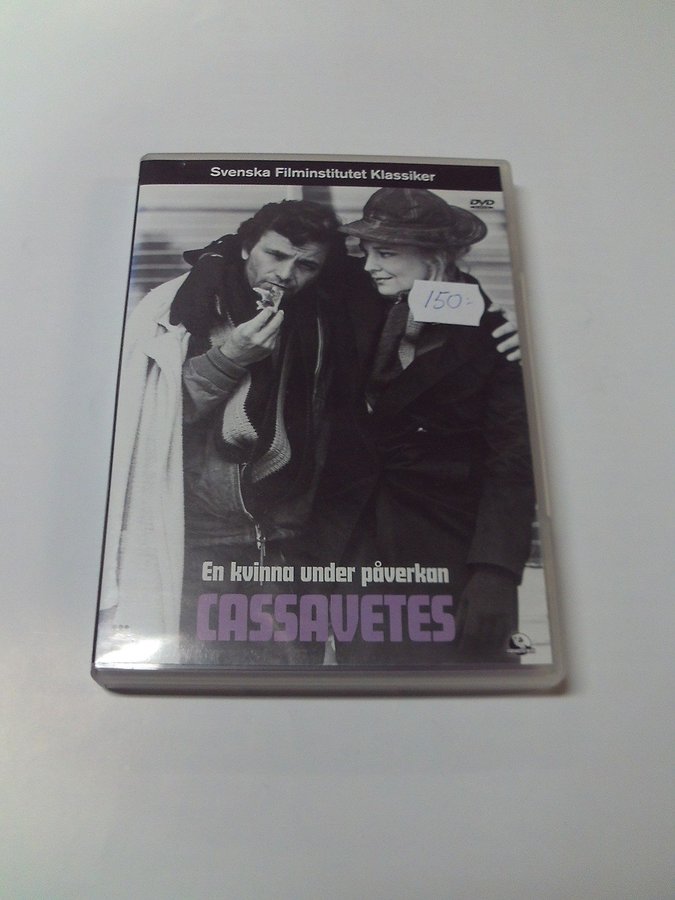 Svenska Filminstitutet Klassiker
DVD
150:-
En kvinna under påverkan
CASSAVETES